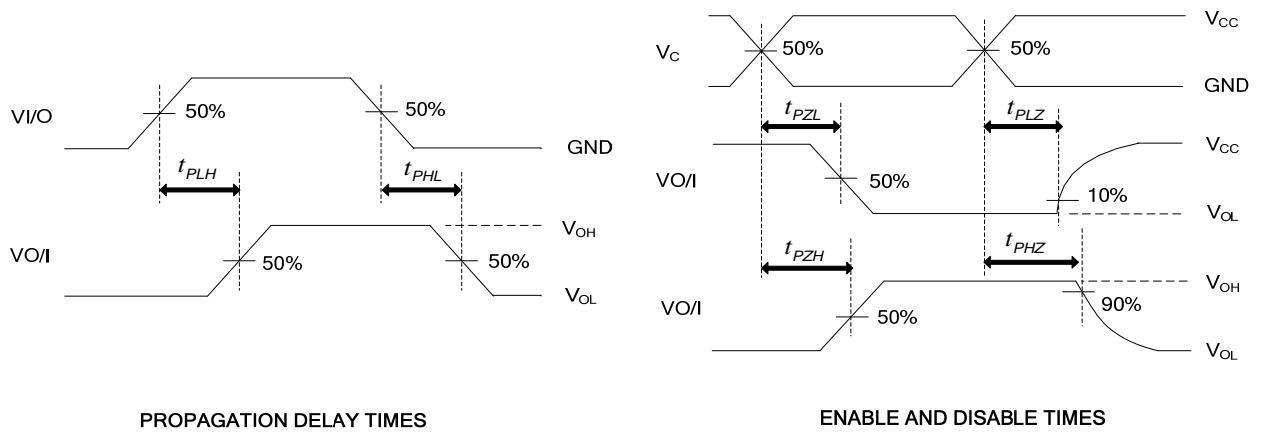 VI/O
50%
50%
GND
tPLH
tPHL
VO/I
50%
50%
VOH
VOL
PROPAGATION DELAY TIMES
VC
50%
50%
VCC
GND
tPZL
tPLZ
VO/I
50%
10%
VCC
VOL
tPZH
tPHZ
VO/I
50%
90%
VOH
VOL
ENABLE AND DISABLE TIMES